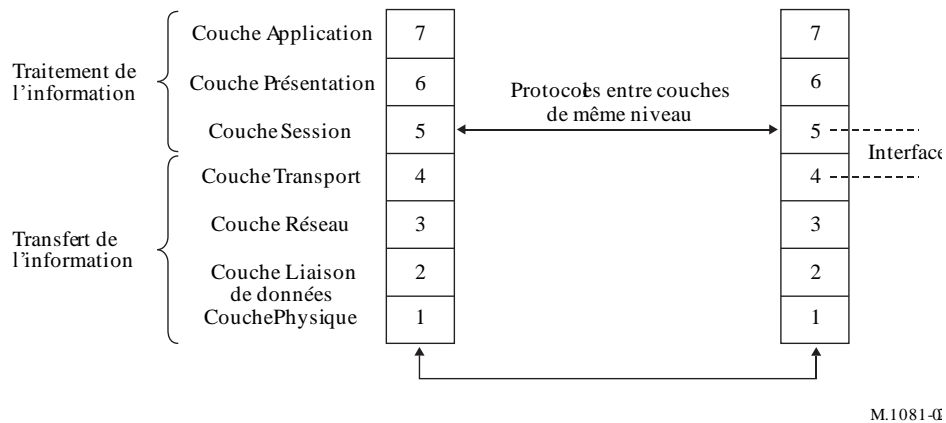 Couche Application 7 7
Traitement de
l'information
Couche Présentation 6 6
Protocoles entre couches
de même niveau
Couche Session 5 5
Interface
Couche Transport 4 4
Couche Réseau 3 3
Transfert de
l'information
Couche Liaison
de données
2 2
Couche Physique 1 1
M.1081-02